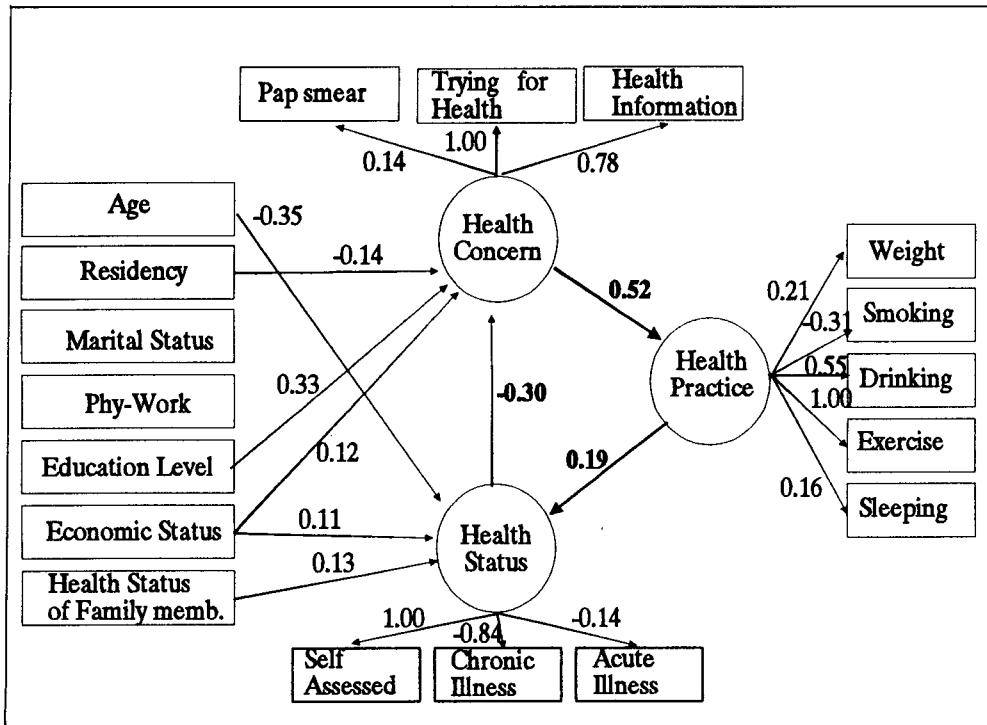 Pap smear
Trying for
Health
Health
Information
0.14
1.00
0.78
Age
Residency
Marital Status
Phy-Work
Education Level
Economic Status
Health Status
of Family memb.
-0.35
-0.14
0.33
0.12
0.11
0.13
Health
Concern
0.52
-0.30
0.19
Health
Practice
Health
Status
0.21
-0.31
0.55
1.00
0.16
Weight
Smoking
Drinking
Exercise
Sleeping
1.00
-0.84
-0.14
Self
Assessed
Chronic
Illness
Acute
Illness